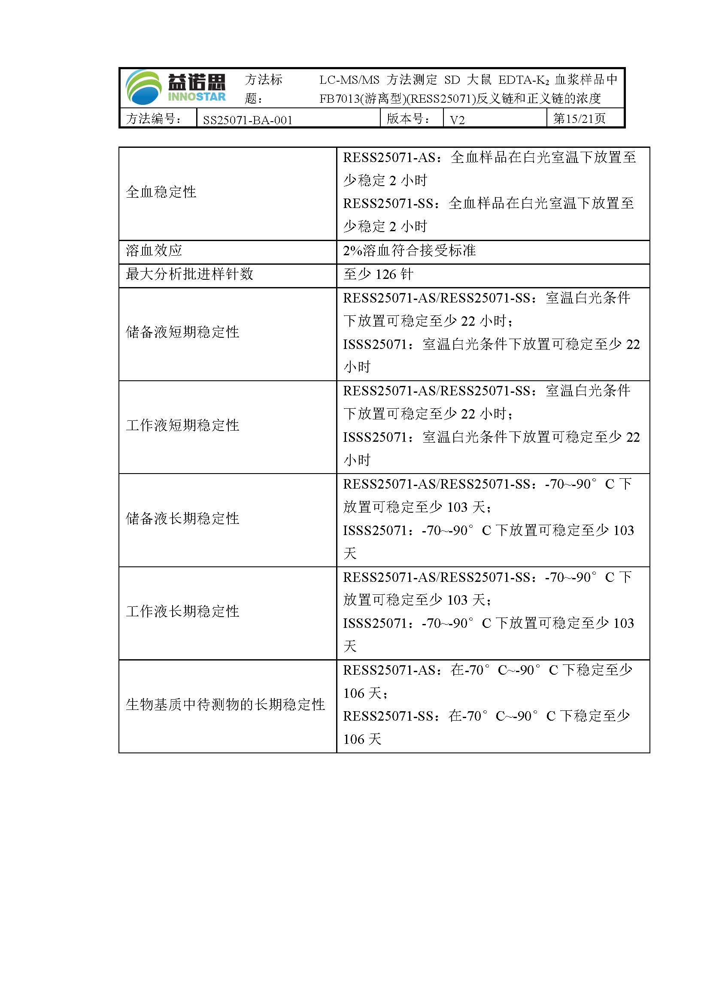 益诺思
INNOSTAR
方法标
题：
LC-MS/MS 方法测定 SD 大鼠 EDTA-K₂ 血浆样品中
FB7013(游离型)(RESS25071)反义链和正义链的浓度
方法编号：
SS25071-BA-001
版本号：
V2
第15/21页
全血稳定性
RESS25071-AS：全血样品在白光室温下放置至
少稳定 2 小时
RESS25071-SS：全血样品在白光室温下放置至
少稳定 2 小时
溶血效应
2%溶血符合接受标准
最大分析批进样针数
至少 126 针
储备液短期稳定性
RESS25071-AS/RESS25071-SS：室温白光条件
下放置可稳定至少 22 小时；
ISSS25071：室温白光条件下放置可稳定至少 22
小时
工作液短期稳定性
RESS25071-AS/RESS25071-SS：室温白光条件
下放置可稳定至少 22 小时；
ISSS25071：室温白光条件下放置可稳定至少 22
小时
储备液长期稳定性
RESS25071-AS/RESS25071-SS：-70~-90°C 下
放置可稳定至少 103 天；
ISSS25071：-70~-90°C 下放置可稳定至少 103
天
工作液长期稳定性
RESS25071-AS/RESS25071-SS：-70~-90°C 下
放置可稳定至少 103 天；
ISSS25071：-70~-90°C 下放置可稳定至少 103
天
生物基质中待测物的长期稳定性
RESS25071-AS：在-70°C~-90°C 下稳定至少
106 天；
RESS25071-SS：在-70°C~-90°C 下稳定至少
106 天